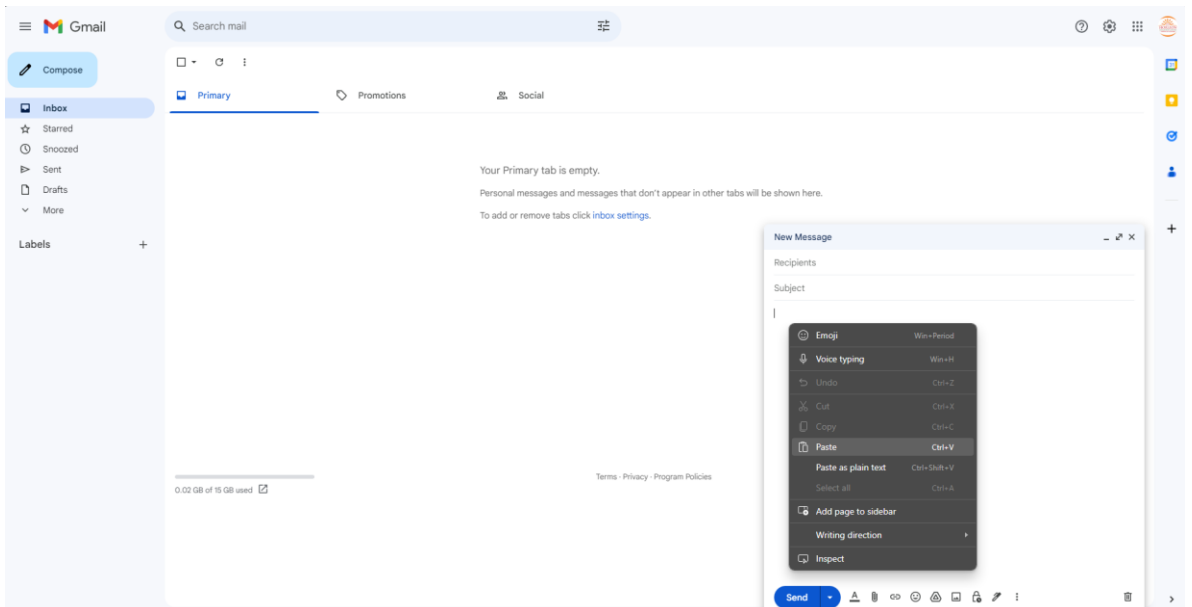 Gmail
Search mail
Compose
Inbox
Starred
Snoozed
Sent
Drafts
More
Labels
Primary
Promotions
Social
Your Primary tab is empty.
Personal messages and messages that don't appear in other tabs will be shown here.
To add or remove tabs click inbox settings.
0.02 GB of 15 GB used
Terms · Privacy · Program Policies
New Message
Recipients
Subject
Emoji Win+Period
Voice typing Win+H
Undo Ctrl+Z
Cut Ctrl+X
Copy Ctrl+C
Paste Ctrl+V
Paste as plain text Ctrl+Shift+V
Select all Ctrl+A
Add page to sidebar
Writing direction
Inspect
Send